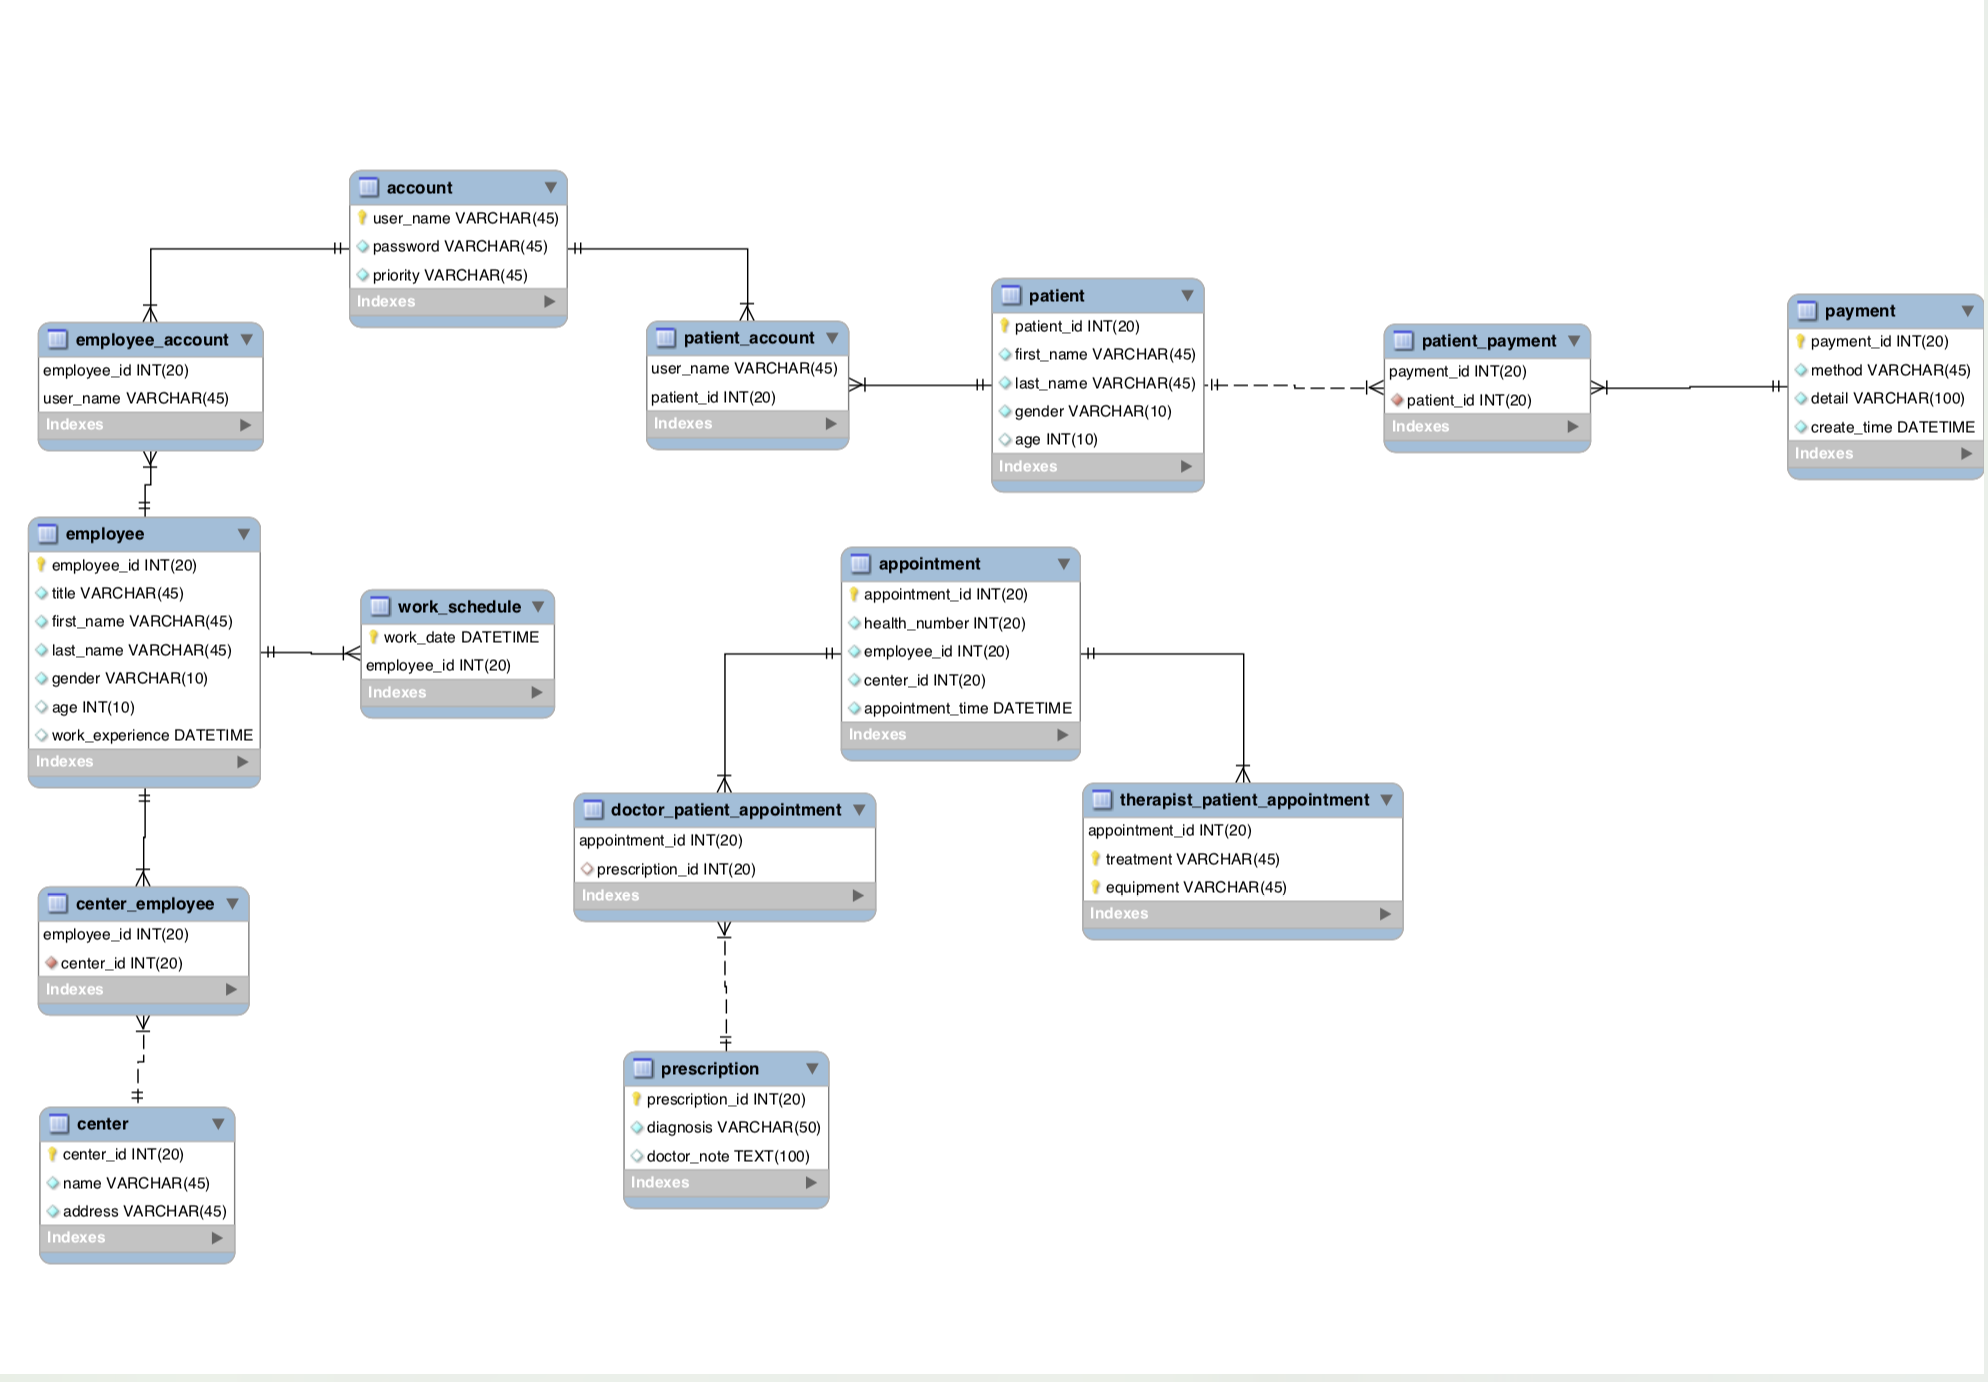 account
user_name VARCHAR(45)
password VARCHAR(45)
priority VARCHAR(45)
Indexes
employee_account
employee_id INT(20)
user_name VARCHAR(45)
Indexes
patient_account
user_name VARCHAR(45)
patient_id INT(20)
Indexes
patient
patient_id INT(20)
first_name VARCHAR(45)
last_name VARCHAR(45)
gender VARCHAR(10)
age INT(10)
Indexes
patient_payment
payment_id INT(20)
patient_id INT(20)
Indexes
payment
payment_id INT(20)
method VARCHAR(45)
detail VARCHAR(100)
create_time DATETIME
Indexes
employee
employee_id INT(20)
title VARCHAR(45)
first_name VARCHAR(45)
last_name VARCHAR(45)
gender VARCHAR(10)
age INT(10)
work_experience DATETIME
Indexes
work_schedule
work_date DATETIME
employee_id INT(20)
Indexes
appointment
appointment_id INT(20)
health_number INT(20)
employee_id INT(20)
center_id INT(20)
appointment_time DATETIME
Indexes
doctor_patient_appointment
appointment_id INT(20)
prescription_id INT(20)
Indexes
therapist_patient_appointment
appointment_id INT(20)
treatment VARCHAR(45)
equipment VARCHAR(45)
Indexes
center_employee
employee_id INT(20)
center_id INT(20)
Indexes
prescription
prescription_id INT(20)
diagnosis VARCHAR(50)
doctor_note TEXT(100)
Indexes
center
center_id INT(20)
name VARCHAR(45)
address VARCHAR(45)
Indexes